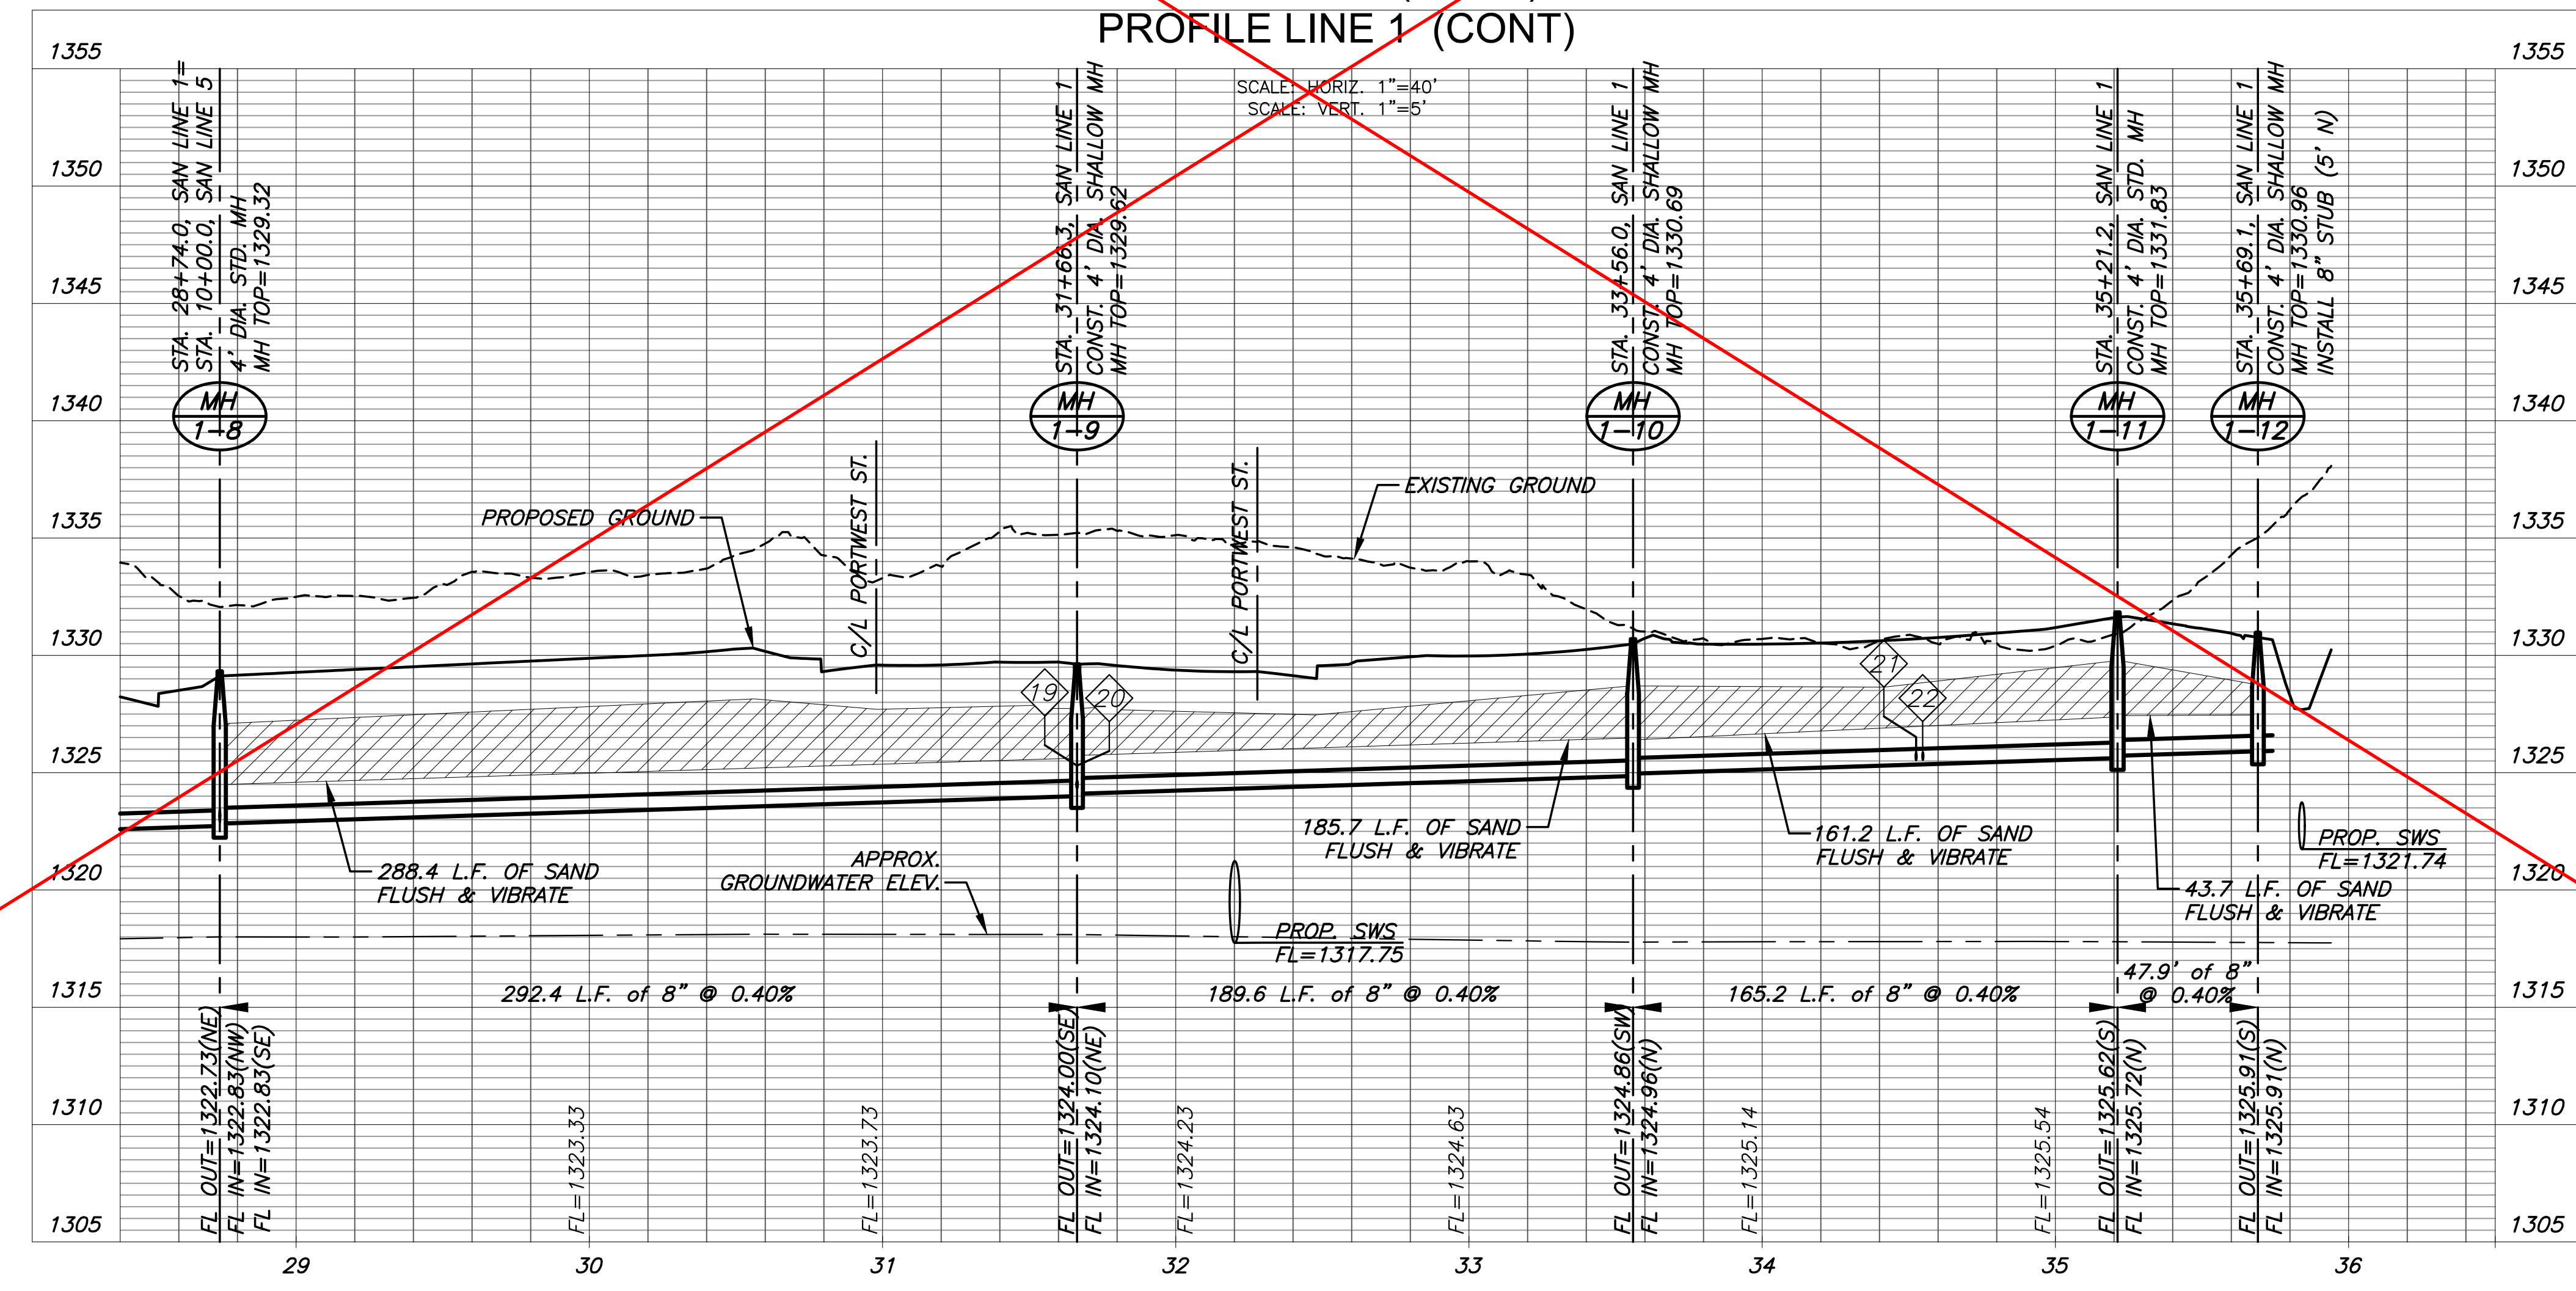 PROFILE LINE 1 (CONT)
SCALE: HORIZ. 1"=40'
SCALE: VERT. 1"=5'
1355
1350
1345
1340
1335
1330
1325
1320
1315
1310
1305
1355
1350
1345
1340
1335
1330
1325
1320
1315
1310
1305
STA. 28+74.0, SAN LINE 1=
STA. 10+00.0, SAN LINE 5
4' DIA. STD. MH
MH TOP=1329.32
STA. 31+66.3, SAN LINE 1
CONST. 4' DIA. SHALLOW MH
MH TOP=1329.62
STA. 33+56.0, SAN LINE 1
CONST. 4' DIA. SHALLOW MH
MH TOP=1330.69
STA. 35+21.2, SAN LINE 1
CONST. 4' DIA. STD. MH
MH TOP=1331.83
STA. 35+69.1, SAN LINE 1
CONST. 4' DIA. SHALLOW MH
MH TOP=1330.96
INSTALL 8" STUB (5' N)
MH
1-8
MH
1-9
MH
1-10
MH
1-11
MH
1-12
PROPOSED GROUND
C/L PORTWEST ST.
C/L PORTWEST ST.
EXISTING GROUND
19
20
21
22
288.4 L.F. OF SAND
FLUSH & VIBRATE
APPROX.
GROUNDWATER ELEV.
185.7 L.F. OF SAND
FLUSH & VIBRATE
161.2 L.F. OF SAND
FLUSH & VIBRATE
43.7 L.F. OF SAND
FLUSH & VIBRATE
PROP. SWS
FL=1317.75
PROP. SWS
FL=1321.74
292.4 L.F. of 8" @ 0.40%
189.6 L.F. of 8" @ 0.40%
165.2 L.F. of 8" @ 0.40%
47.9' of 8"
@ 0.40%
FL OUT=1322.73(NE)
FL IN=1322.83(NW)
FL IN=1322.83(SE)
FL=1323.33
FL=1323.73
FL OUT=1324.00(SE)
FL IN=1324.10(NE)
FL=1324.23
FL=1324.63
FL OUT=1324.86(SW)
FL IN=1324.96(N)
FL=1325.14
FL=1325.54
FL OUT=1325.62(S)
FL IN=1325.72(N)
FL OUT=1325.91(S)
FL IN=1325.91(N)
29
30
31
32
33
34
35
36